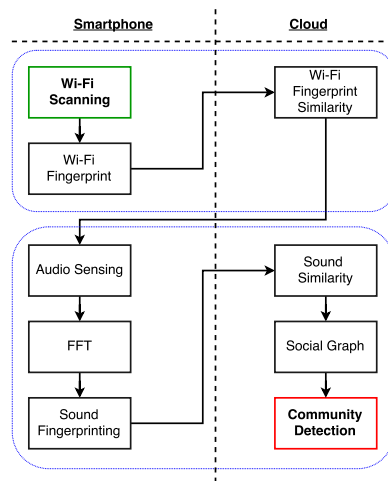 Smartphone
Cloud
Wi-Fi
Scanning
Wi-Fi
Fingerprint
Similarity
Wi-Fi
Fingerprint
Audio Sensing
Sound
Similarity
FFT
Social Graph
Sound
Fingerprinting
Community
Detection